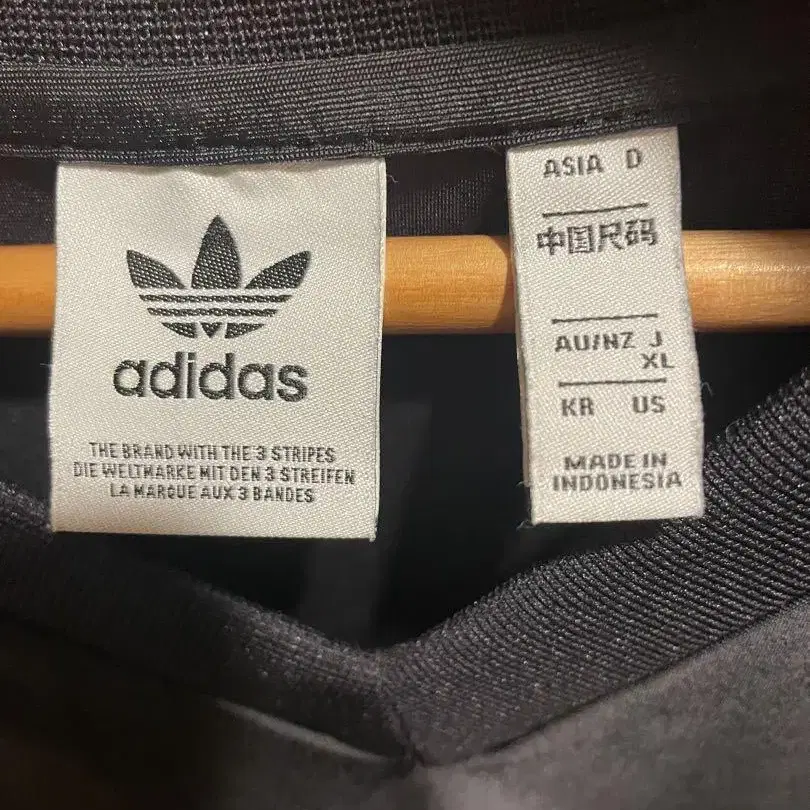 adidas
THE BRAND WITH THE 3 STRIPES
DIE WELTMARKE MIT DEN 3 STREIFEN
LA MARQUE AUX 3 BANDES
ASIA D
中国尺码
AU/NZ J
XL
KR US
MADE IN
INDONESIA